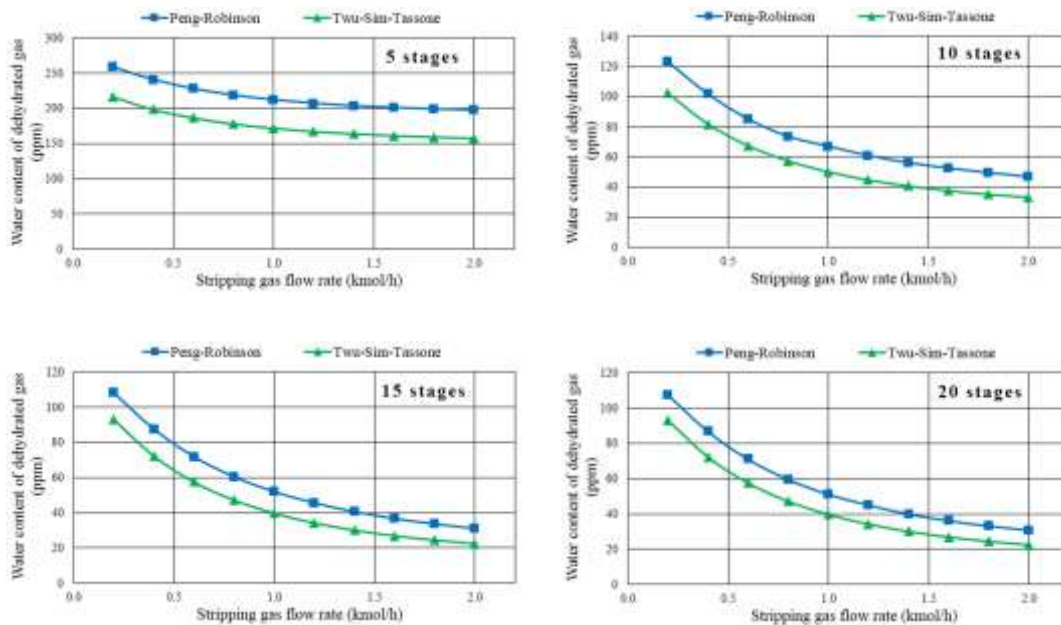 Peng-Robinson Twu-Sim-Tassone
5 stages
Water content of dehydrated gas
(ppm)
300
250
200
150
100
50
0
0.0 0.5 1.0 1.5 2.0
Stripping gas flow rate (kmol/h)
Peng-Robinson Twu-Sim-Tassone
10 stages
Water content of dehydrated gas
(ppm)
140
120
100
80
60
40
20
0
0.0 0.5 1.0 1.5 2.0
Stripping gas flow rate (kmol/h)
Peng-Robinson Twu-Sim-Tassone
15 stages
Water content of dehydrated gas
(ppm)
120
100
80
60
40
20
0
0.0 0.5 1.0 1.5 2.0
Stripping gas flow rate (kmol/h)
Peng-Robinson Twu-Sim-Tassone
20 stages
Water content of dehydrated gas
(ppm)
120
100
80
60
40
20
0
0.0 0.5 1.0 1.5 2.0
Stripping gas flow rate (kmol/h)